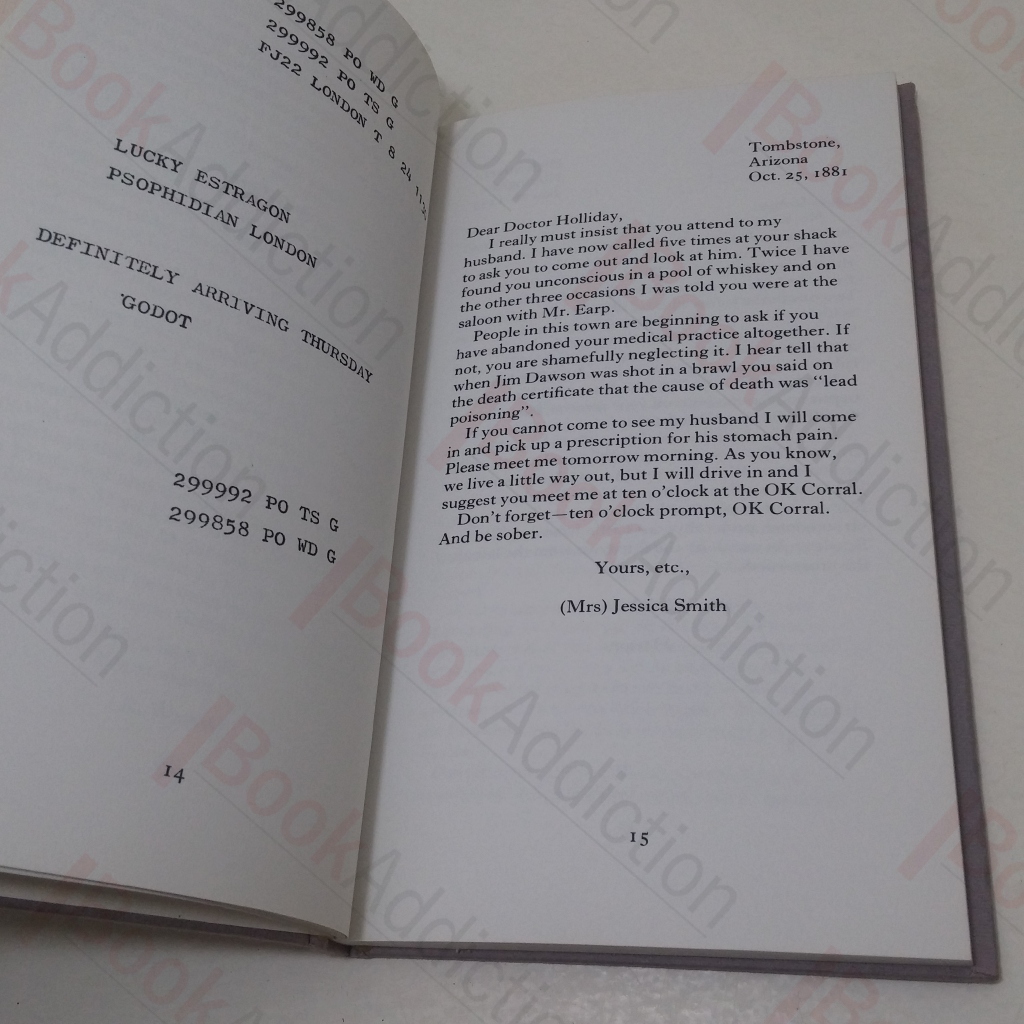 299858 PO WD G
299992 PO TS G
FJ22 LONDON T 8 24 1130
LUCKY ESTRAGON
PSOPHIDIAN LONDON
DEFINITELY ARRIVING THURSDAY
GODOT
299992 PO TS G
299858 PO WD G
14
Tombstone,
Arizona
Oct. 25, 1881
Dear Doctor Holliday,
I really must insist that you attend to my
husband. I have now called five times at your shack
to ask you to come out and look at him. Twice I have
found you unconscious in a pool of whiskey and on
the other three occasions I was told you were at the
saloon with Mr. Earp.
People in this town are beginning to ask if you
have abandoned your medical practice altogether. If
not, you are shamefully neglecting it. I hear tell that
when Jim Dawson was shot in a brawl you said on
the death certificate that the cause of death was “lead
poisoning”.
If you cannot come to see my husband I will come
in and pick up a prescription for his stomach pain.
Please meet me tomorrow morning. As you know,
we live a little way out, but I will drive in and I
suggest you meet me at ten o’clock at the OK Corral.
Don’t forget—ten o’clock prompt, OK Corral.
And be sober.
Yours, etc.,
(Mrs) Jessica Smith
15
BookAddiction